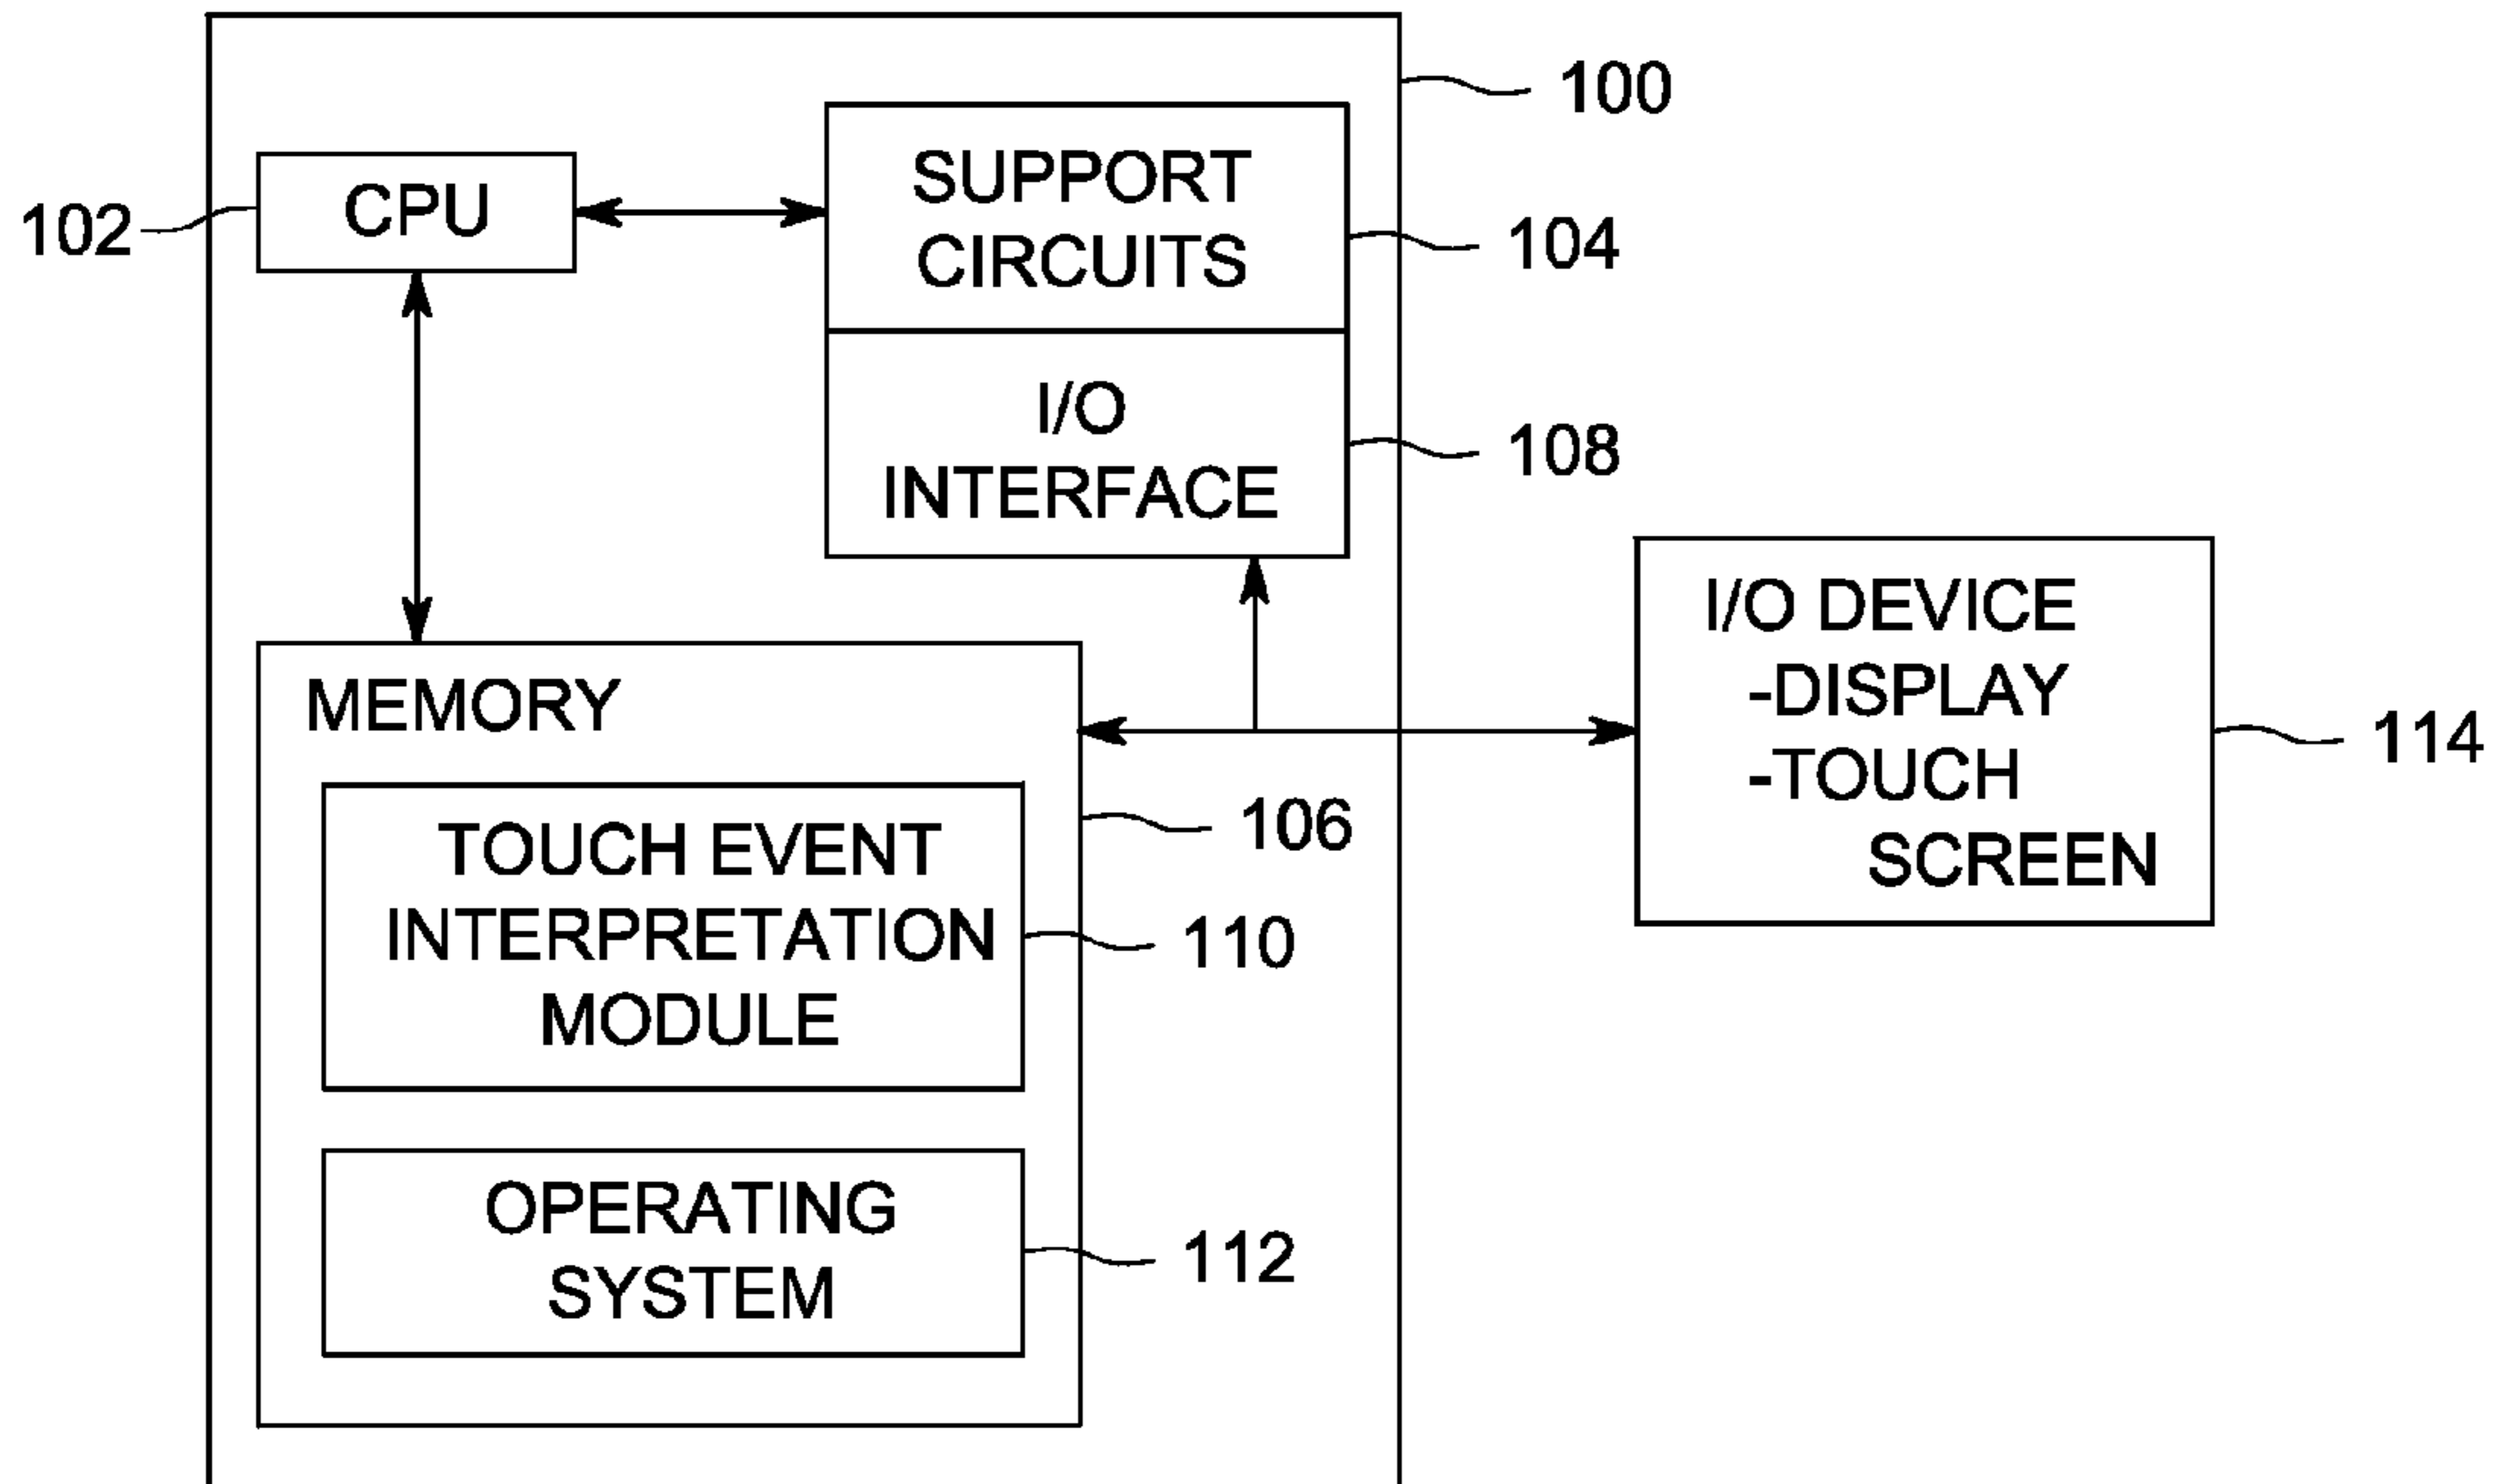 100
CPU
102
SUPPORT
CIRCUITS
104
I/O
INTERFACE
108
I/O DEVICE
-DISPLAY
-TOUCH
SCREEN
114
MEMORY
106
TOUCH EVENT
INTERPRETATION
MODULE
110
OPERATING
SYSTEM
112